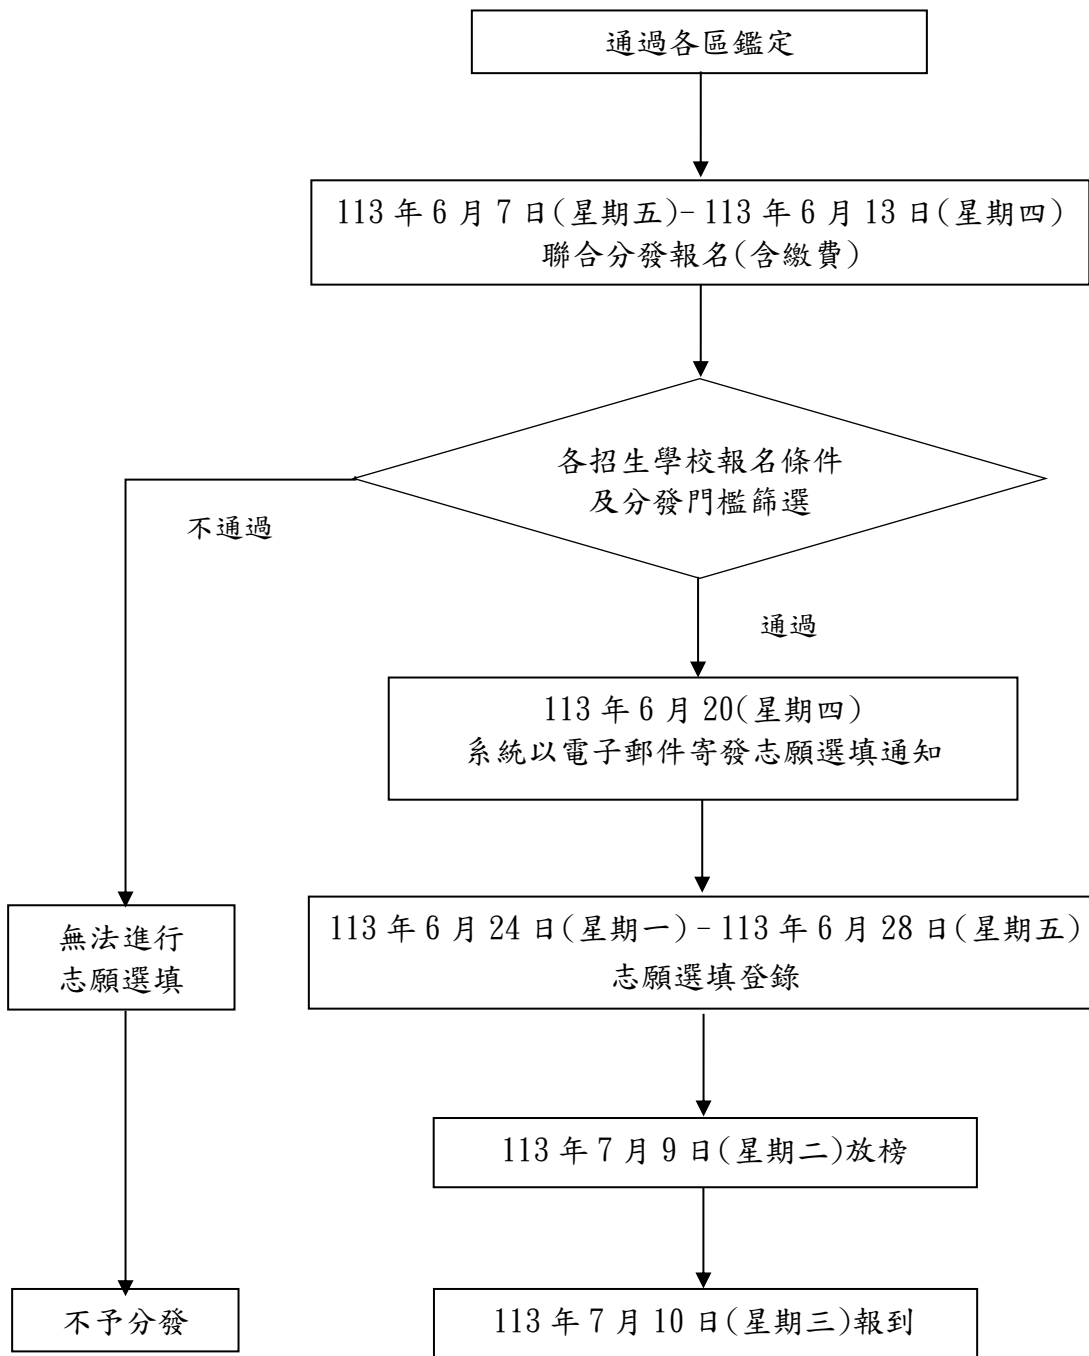 通過各區鑑定
113 年 6 月 7 日(星期五)- 113 年 6 月 13 日(星期四)
聯合分發報名(含繳費)
各招生學校報名條件
及分發門檻篩選
不通過
通過
113 年 6 月 20(星期四)
系統以電子郵件寄發志願選填通知
無法進行
志願選填
113 年 6 月 24 日(星期一)- 113 年 6 月 28 日(星期五)
志願選填登錄
113 年 7 月 9 日(星期二)放榜
不予分發
113 年 7 月 10 日(星期三)報到